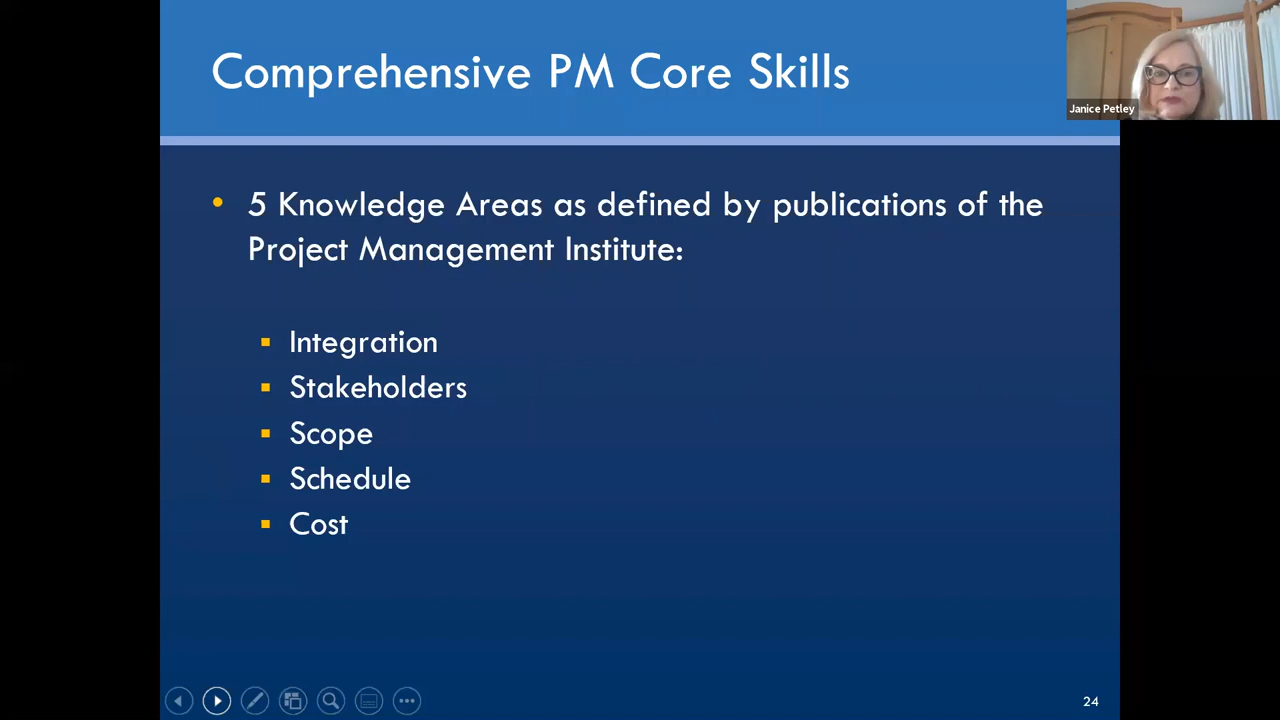 Comprehensive PM Core Skills
Janice Petley
5 Knowledge Areas as defined by publications of the
Project Management Institute:
Integration
Stakeholders
Scope
Schedule
Cost
24